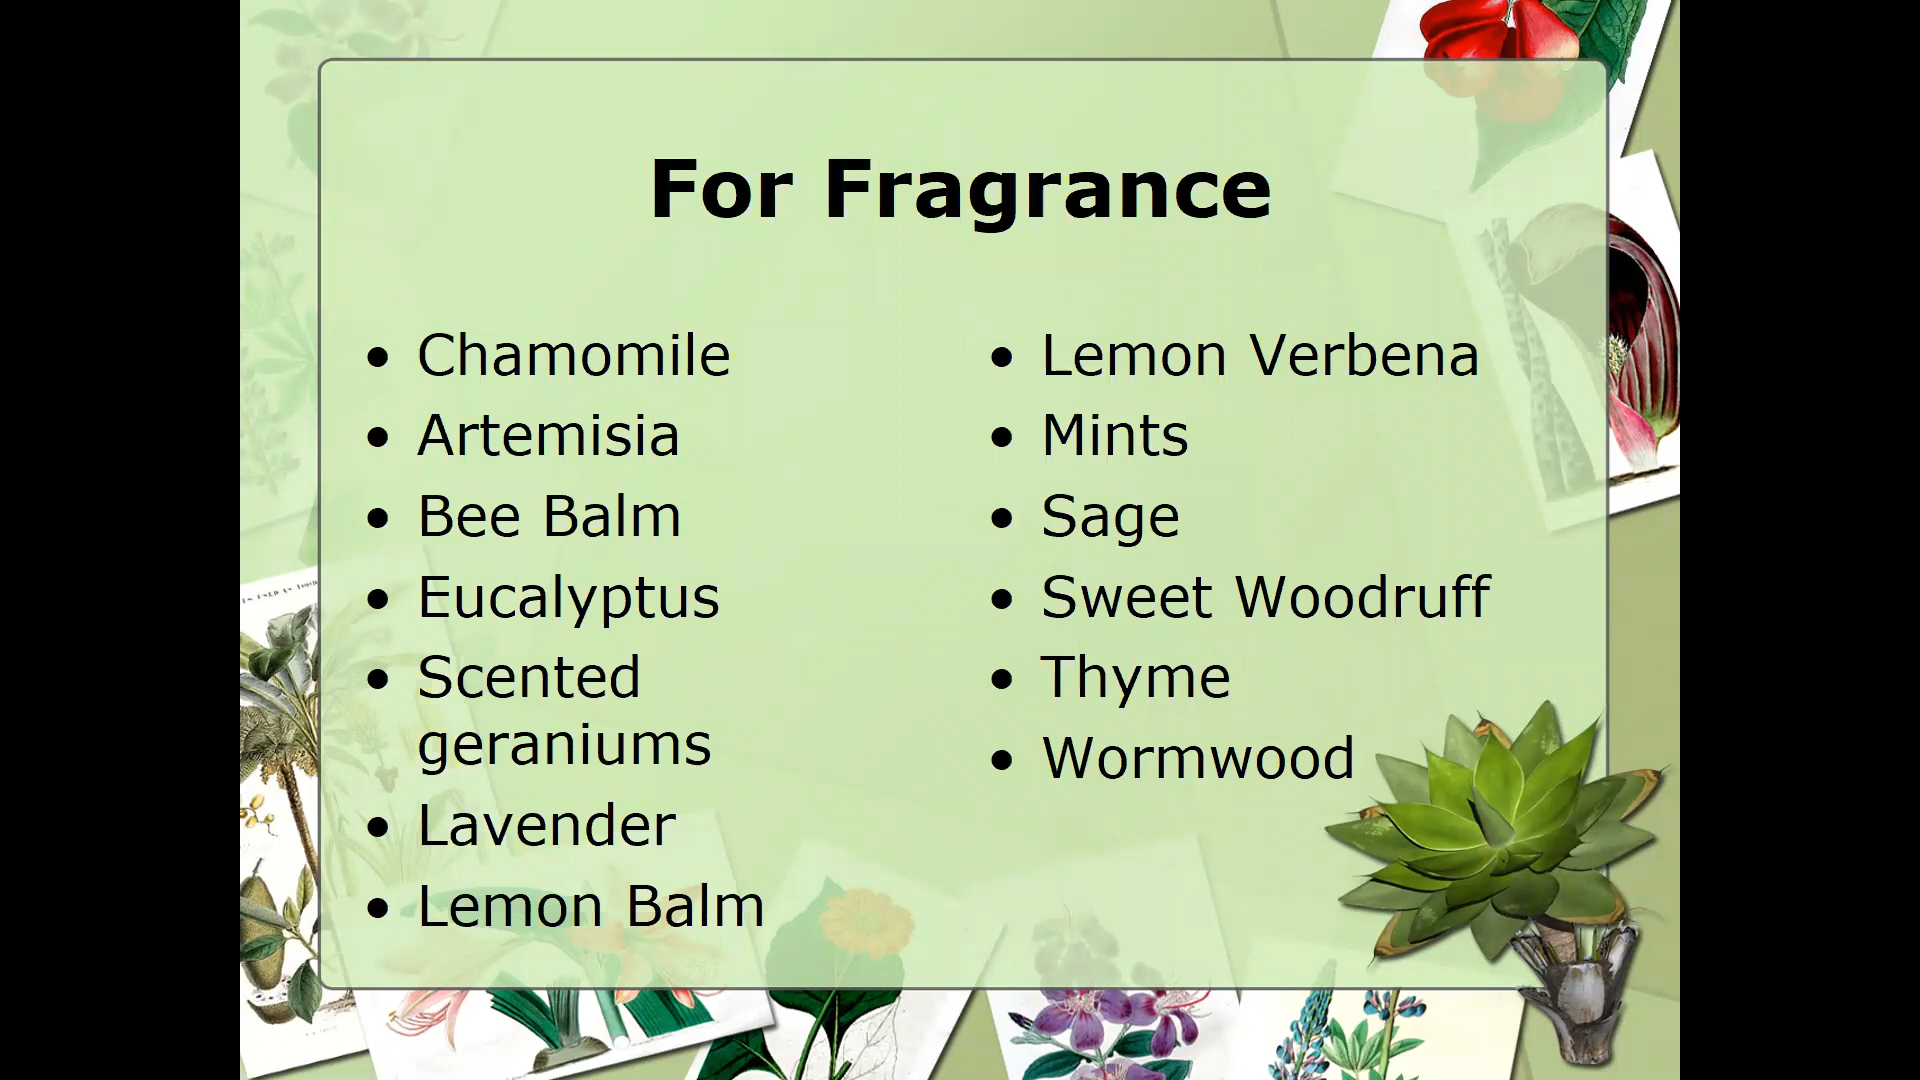 For Fragrance
• Chamomile
• Artemisia
• Bee Balm
• Eucalyptus
• Scented
geraniums
• Lavender
• Lemon Balm
• Lemon Verbena
• Mints
• Sage
• Sweet Woodruff
• Thyme
• Wormwood